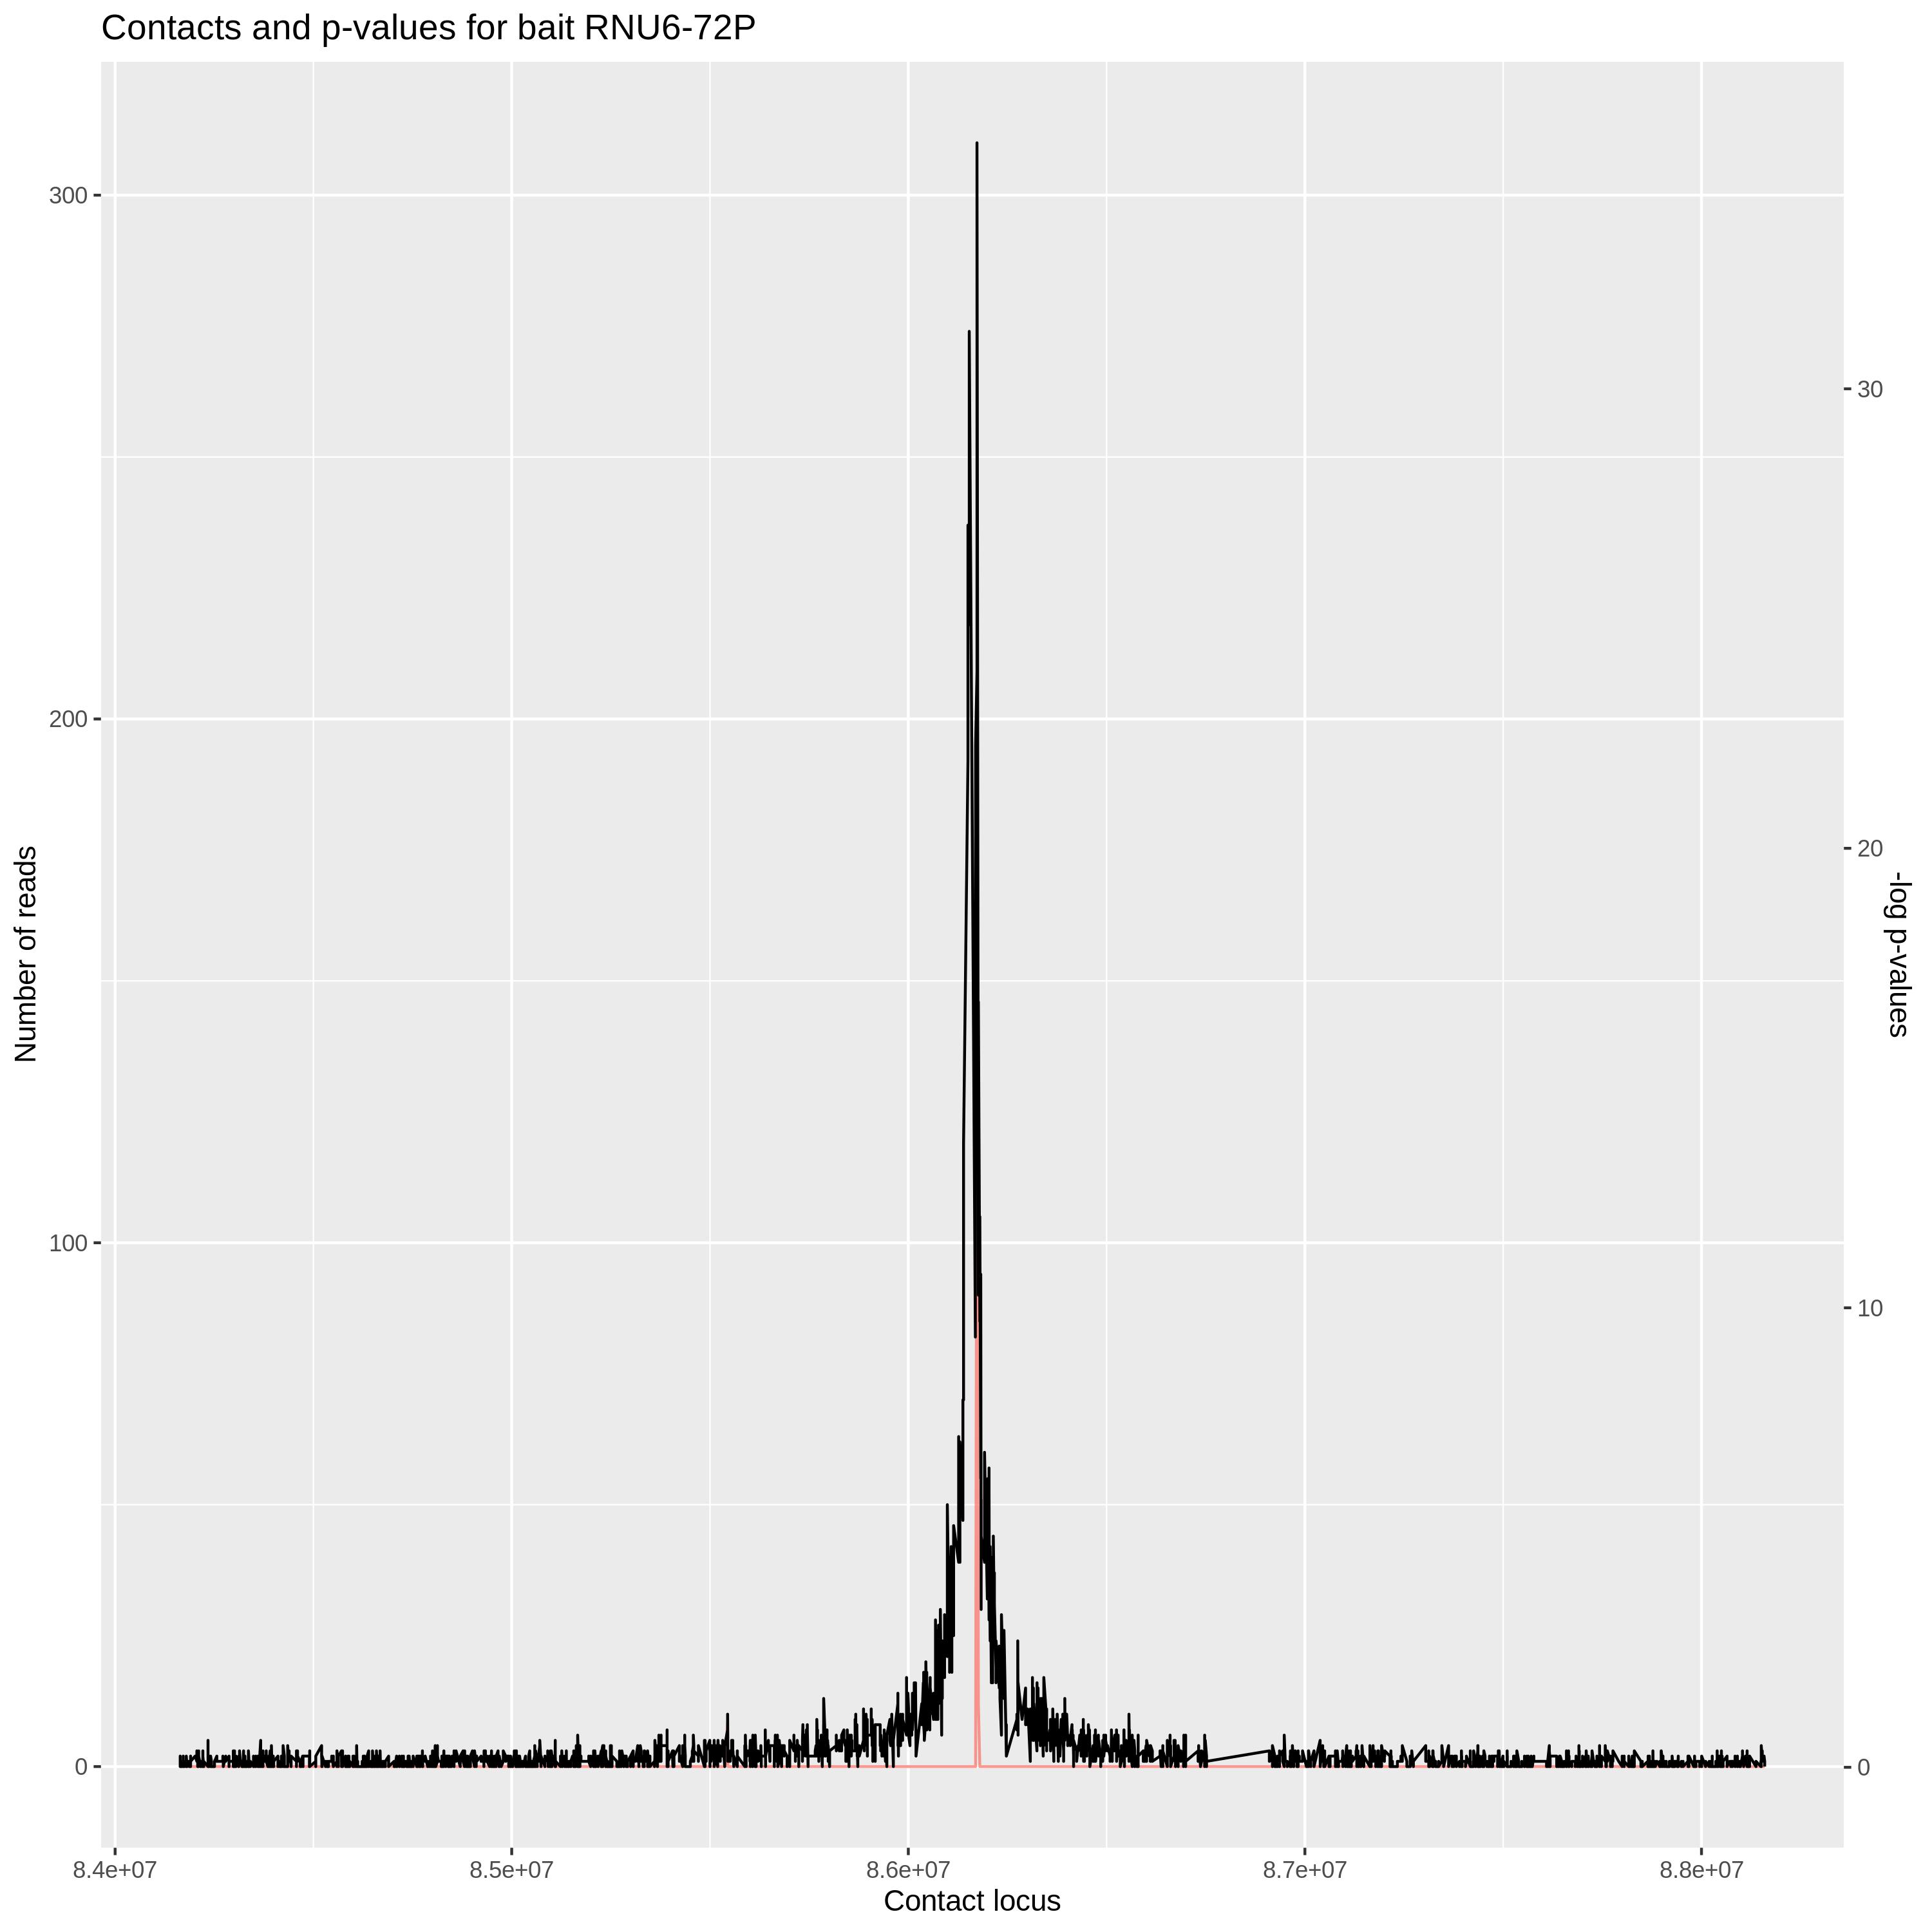 Contacts and p-values for bait RNU6-72P
300
200
100
0
Number of reads
30
20
10
0
-log p-values
8.4e+07
8.5e+07
8.6e+07
8.7e+07
8.8e+07
Contact locus